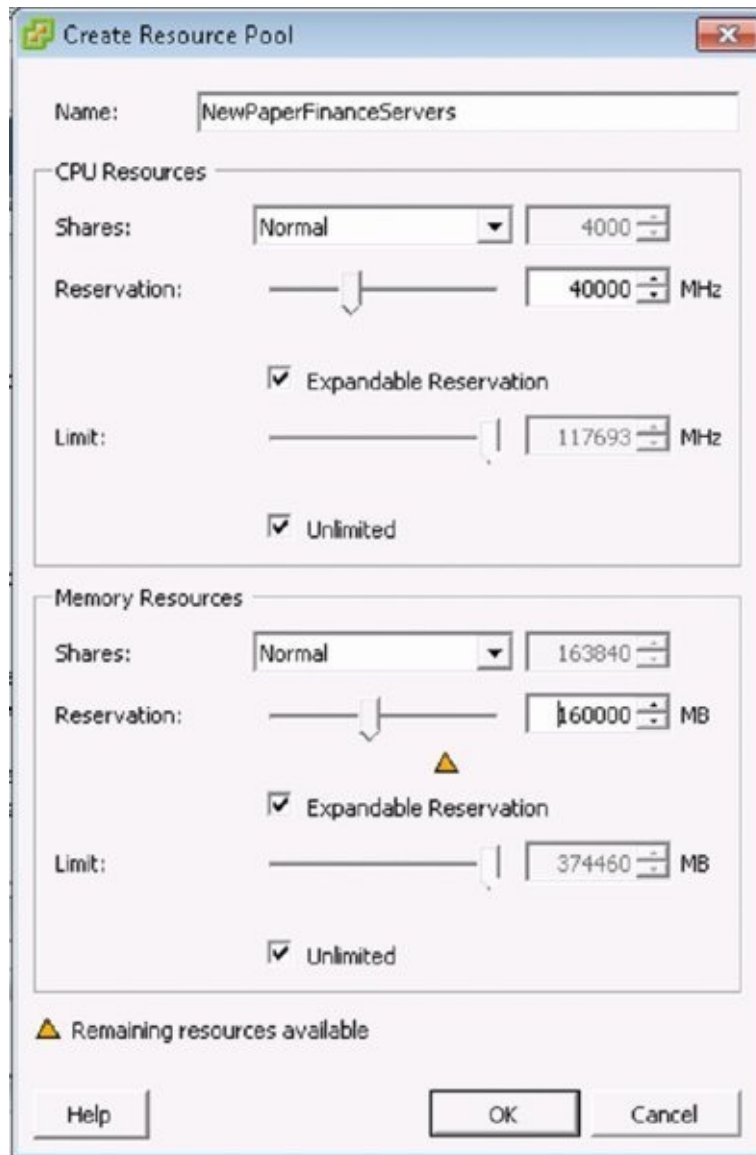 Create Resource Pool
Name: NewPaperFinanceServers
CPU Resources
Shares: Normal 4000
Reservation: 40000 MHz
Expandable Reservation
Limit: 117693 MHz
Unlimited
Memory Resources
Shares: Normal 163840
Reservation: 160000 MB
Expandable Reservation
Limit: 374460 MB
Unlimited
Remaining resources available
Help OK Cancel